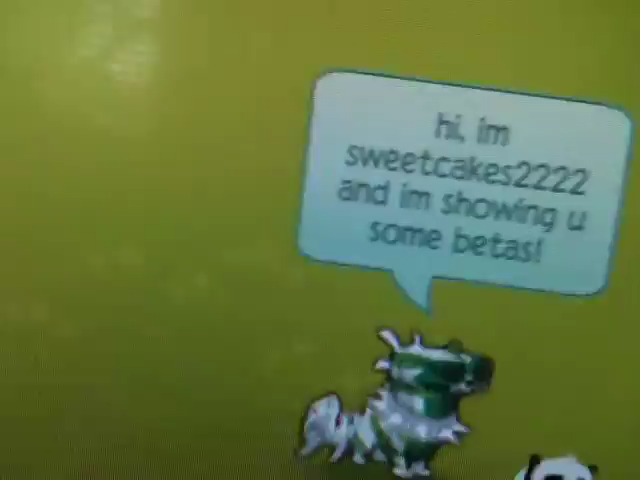 hi, im
sweetcakes2222
and im showing u
some betas!